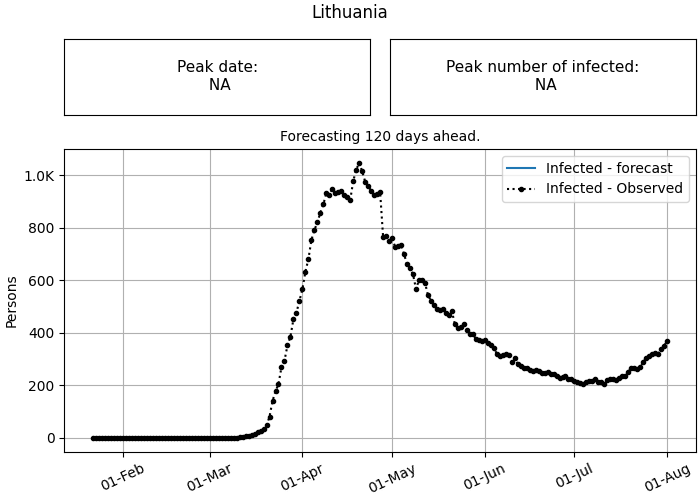 Lithuania
Peak date:
NA
Peak number of infected:
NA
Forecasting 120 days ahead.
Infected - forecast
Infected - Observed
1.0K
800
600
400
200
0
Persons
01-Feb
01-Mar
01-Apr
01-May
01-Jun
01-Jul
01-Aug